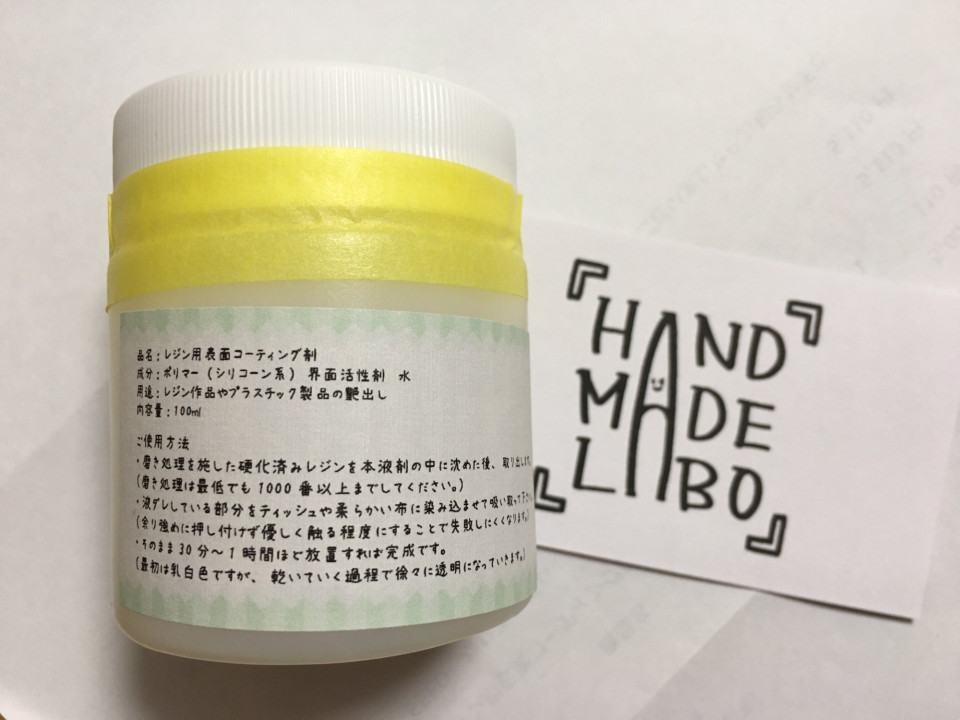 品名：レジン用表面コーティング剤
成分：ポリマー（シリコーン系） 界面活性剤 水
用途：レジン作品やプラスチック製品の艶出し
内容量：100ml
ご使用方法
・磨き処理を施した硬化済みレジンを本液剤の中に沈めた後、取り出します。
(磨き処理は最低でも1000番以上までしてください。)
・液ダレしている部分をティッシュや柔らかい布に染み込ませて吸い取って下さい。
(余り強めに押し付けず優しく触る程度にすることで失敗しにくくなります。)
・そのまま30分～1時間ほど放置すれば完成です。
(最初は乳白色ですが、乾いていく過程で徐々に透明になっていきます。)
HAND
MADE
LABO